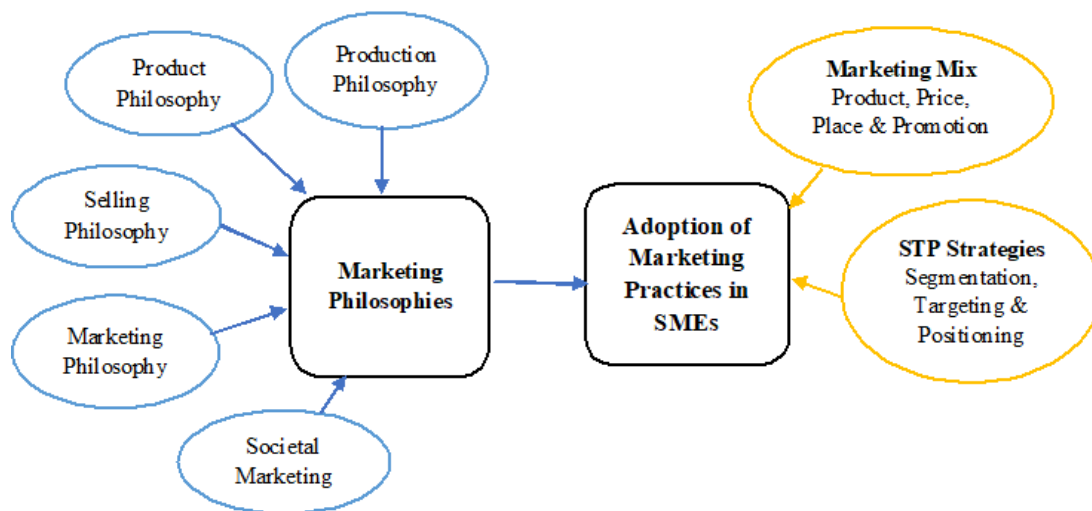 Product
Philosophy
Production
Philosophy
Marketing Mix
Product, Price,
Place & Promotion
Selling
Philosophy
Marketing
Philosophies
Adoption of
Marketing
Practices in
SMEs
STP Strategies
Segmentation,
Targeting &
Positioning
Marketing
Philosophy
Societal
Marketing